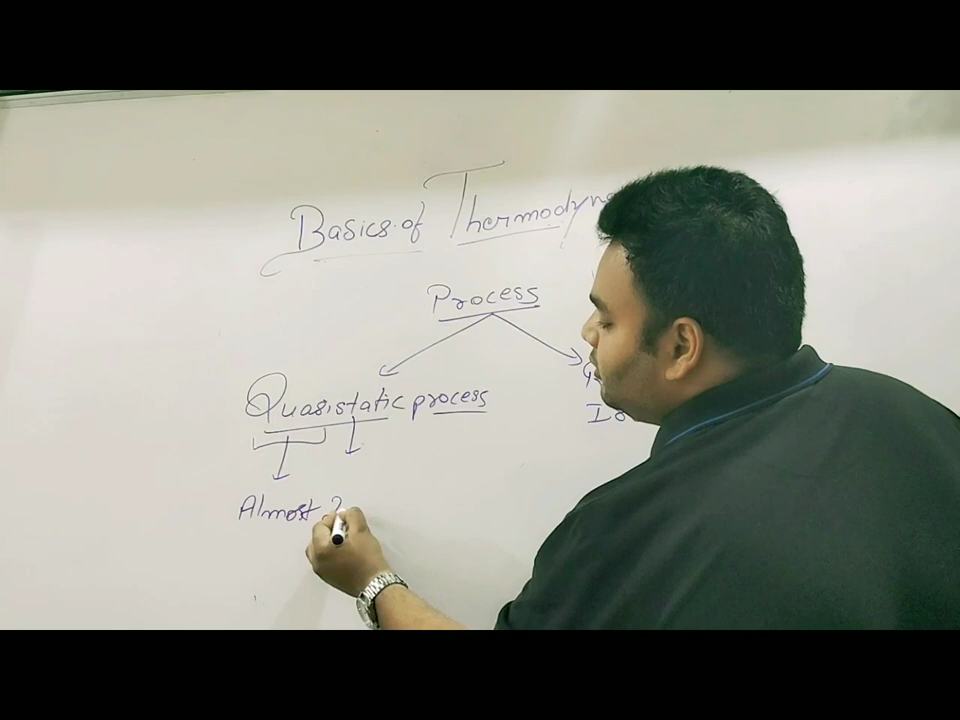 Basics of Thermodyna
Process
Quasistatic process
Almost